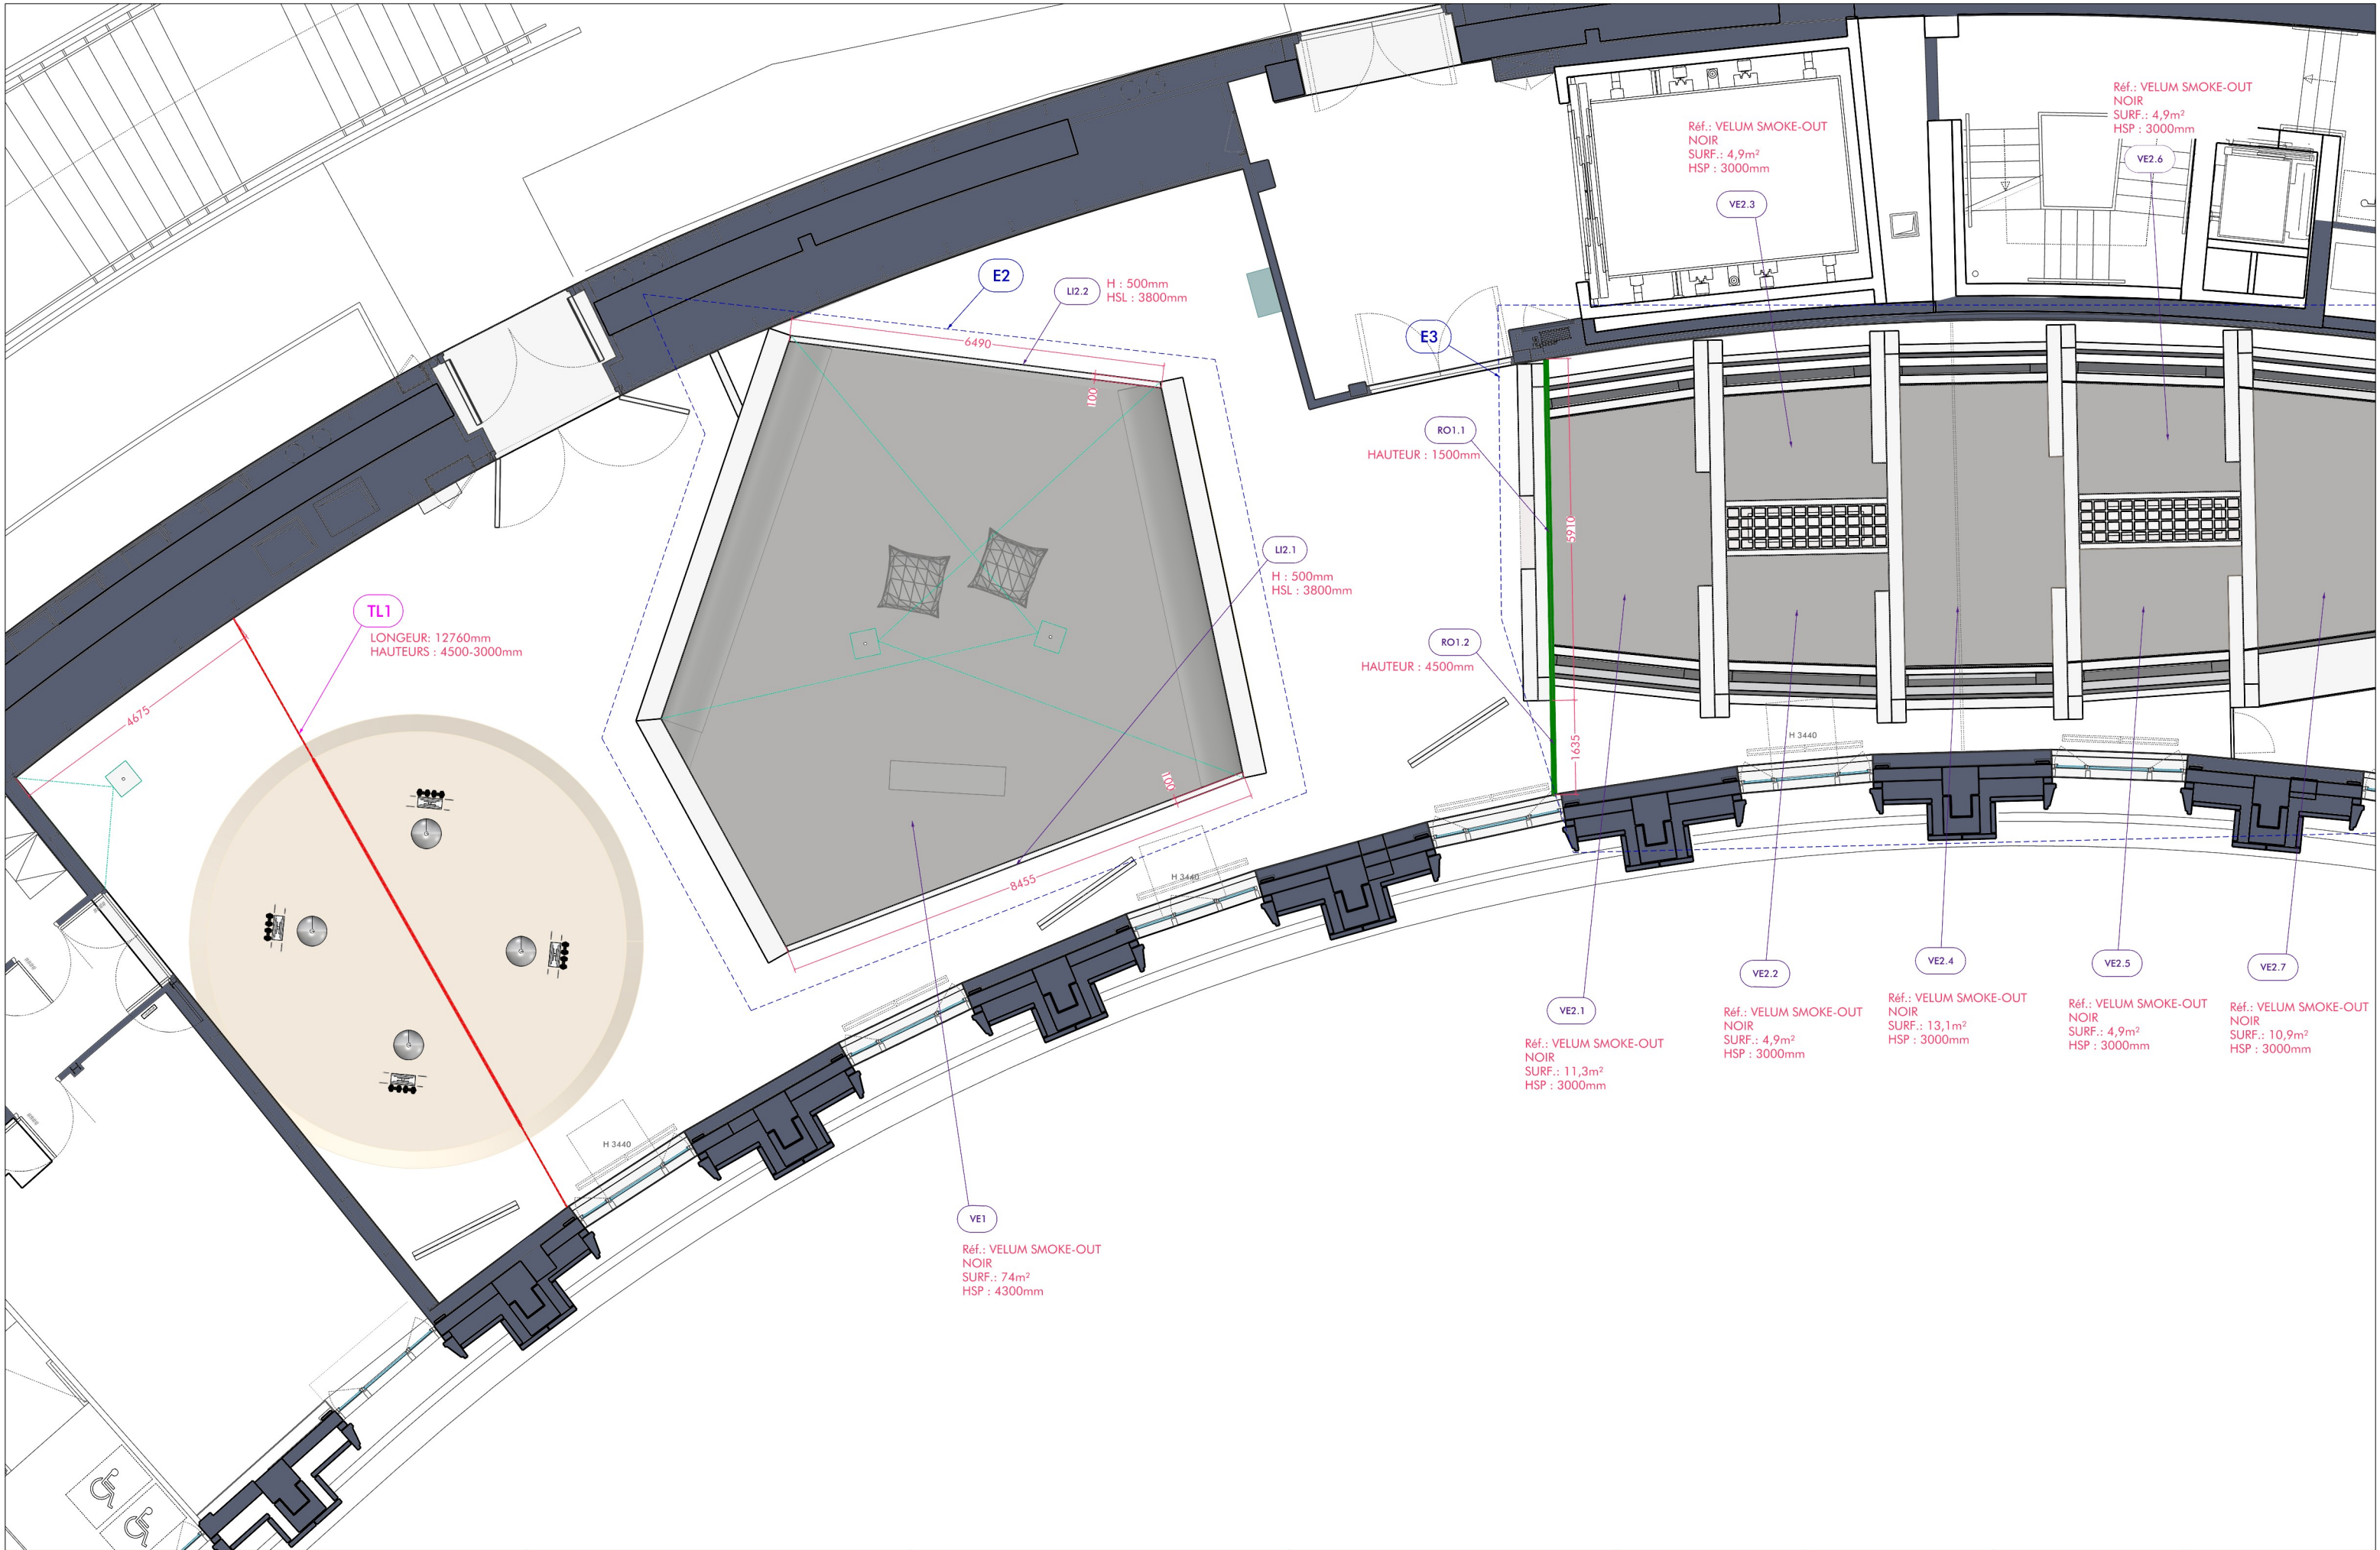 Réf.: VELUM SMOKE-OUT
NOIR
SURF.: 4,9m²
HSP : 3000mm
VE2.6
Réf.: VELUM SMOKE-OUT
NOIR
SURF.: 4,9m²
HSP : 3000mm
VE2.3
E2
LI2.2
H : 500mm
HSL : 3800mm
6490
100
E3
RO1.1
HAUTEUR : 1500mm
5910
LI2.1
H : 500mm
HSL : 3800mm
TL1
LONGEUR: 12760mm
HAUTEURS : 4500-3000mm
4675
RO1.2
HAUTEUR : 4500mm
1635
H 3440
100
8455
H 3440
H 3440
VE2.1
Réf.: VELUM SMOKE-OUT
NOIR
SURF.: 11,3m²
HSP : 3000mm
VE2.2
Réf.: VELUM SMOKE-OUT
NOIR
SURF.: 4,9m²
HSP : 3000mm
VE2.4
Réf.: VELUM SMOKE-OUT
NOIR
SURF.: 13,1m²
HSP : 3000mm
VE2.5
Réf.: VELUM SMOKE-OUT
NOIR
SURF.: 4,9m²
HSP : 3000mm
VE2.7
Réf.: VELUM SMOKE-OUT
NOIR
SURF.: 10,9m²
HSP : 3000mm
VE1
Réf.: VELUM SMOKE-OUT
NOIR
SURF.: 74m²
HSP : 4300mm